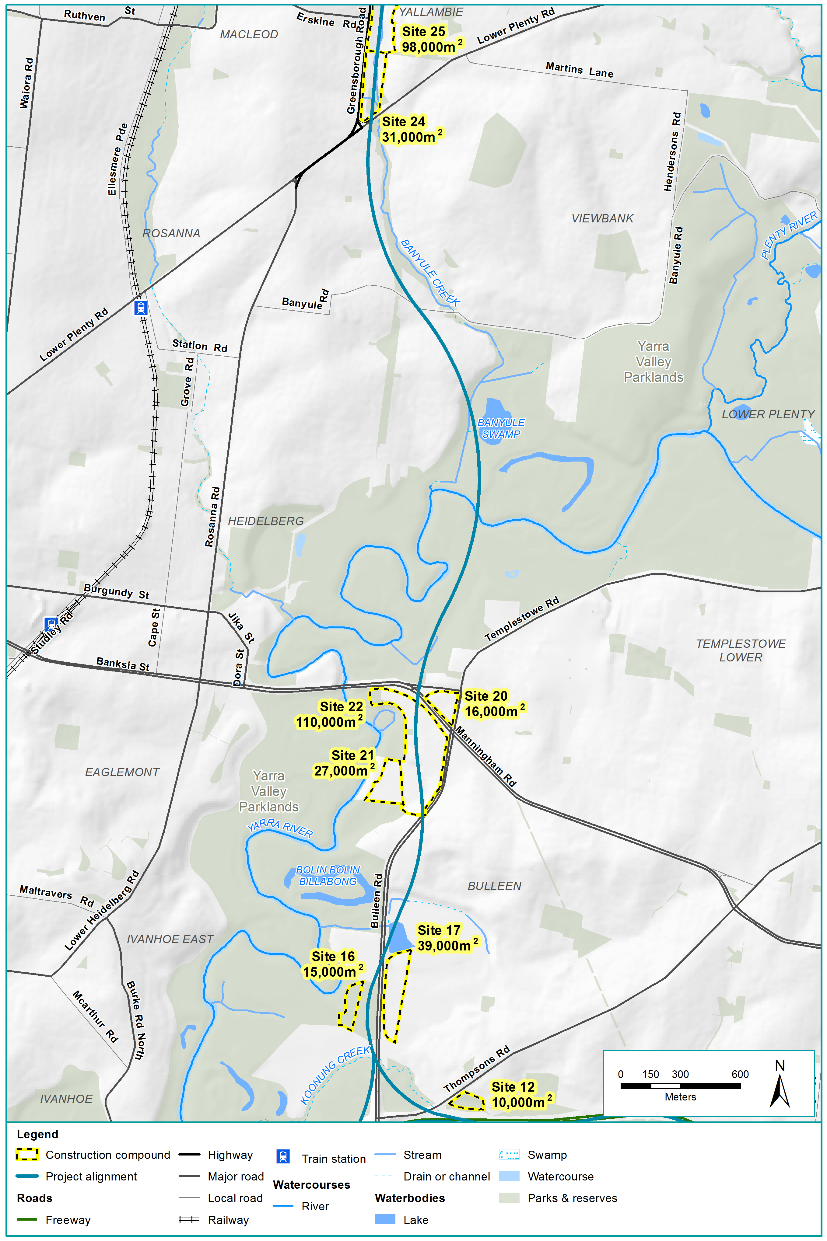 Ruthven St
MACLEOD
Erskine Rd
YALLAMBIE
Site 25
98,000m²
Lower Plenty Rd
Greensborough Road
Waiora Rd
Martins Lane
Site 24
31,000m²
Ellesmere Pde
Hendersons Rd
ROSANNA
VIEWBANK
BANYULE CREEK
Banyule Rd
PLENTY RIVER
Banyule Rd
Lower Plenty Rd
Station Rd
Grove Rd
Yarra
Valley
Parklands
LOWER PLENTY
BANYULE
SWAMP
Rosanna Rd
HEIDELBERG
Burgundy St
Studley Rd
Cape St
Jika St
Templestowe Rd
Banksia St
Dora St
TEMPLESTOWE
LOWER
Site 20
16,000m²
Site 22
110,000m²
Manningham Rd
Site 21
27,000m²
EAGLEMONT
Yarra
Valley
Parklands
YARRA RIVER
BOLIN BOLIN
BILLABONG
Bulleen Rd
BULLEEN
Maltravers Rd
Lower Heidelberg Rd
IVANHOE EAST
Site 17
39,000m²
Site 16
15,000m²
Mcarthur Rd
Burke Rd North
KOONUNG CREEK
Thompsons Rd
IVANHOE
Site 12
10,000m²
0 150 300 600
Meters
N
Legend
Construction compound
Project alignment
Roads
Freeway
Highway
Major road
Local road
Railway
Train station
Watercourses
River
Stream
Drain or channel
Waterbodies
Lake
Swamp
Watercourse
Parks & reserves